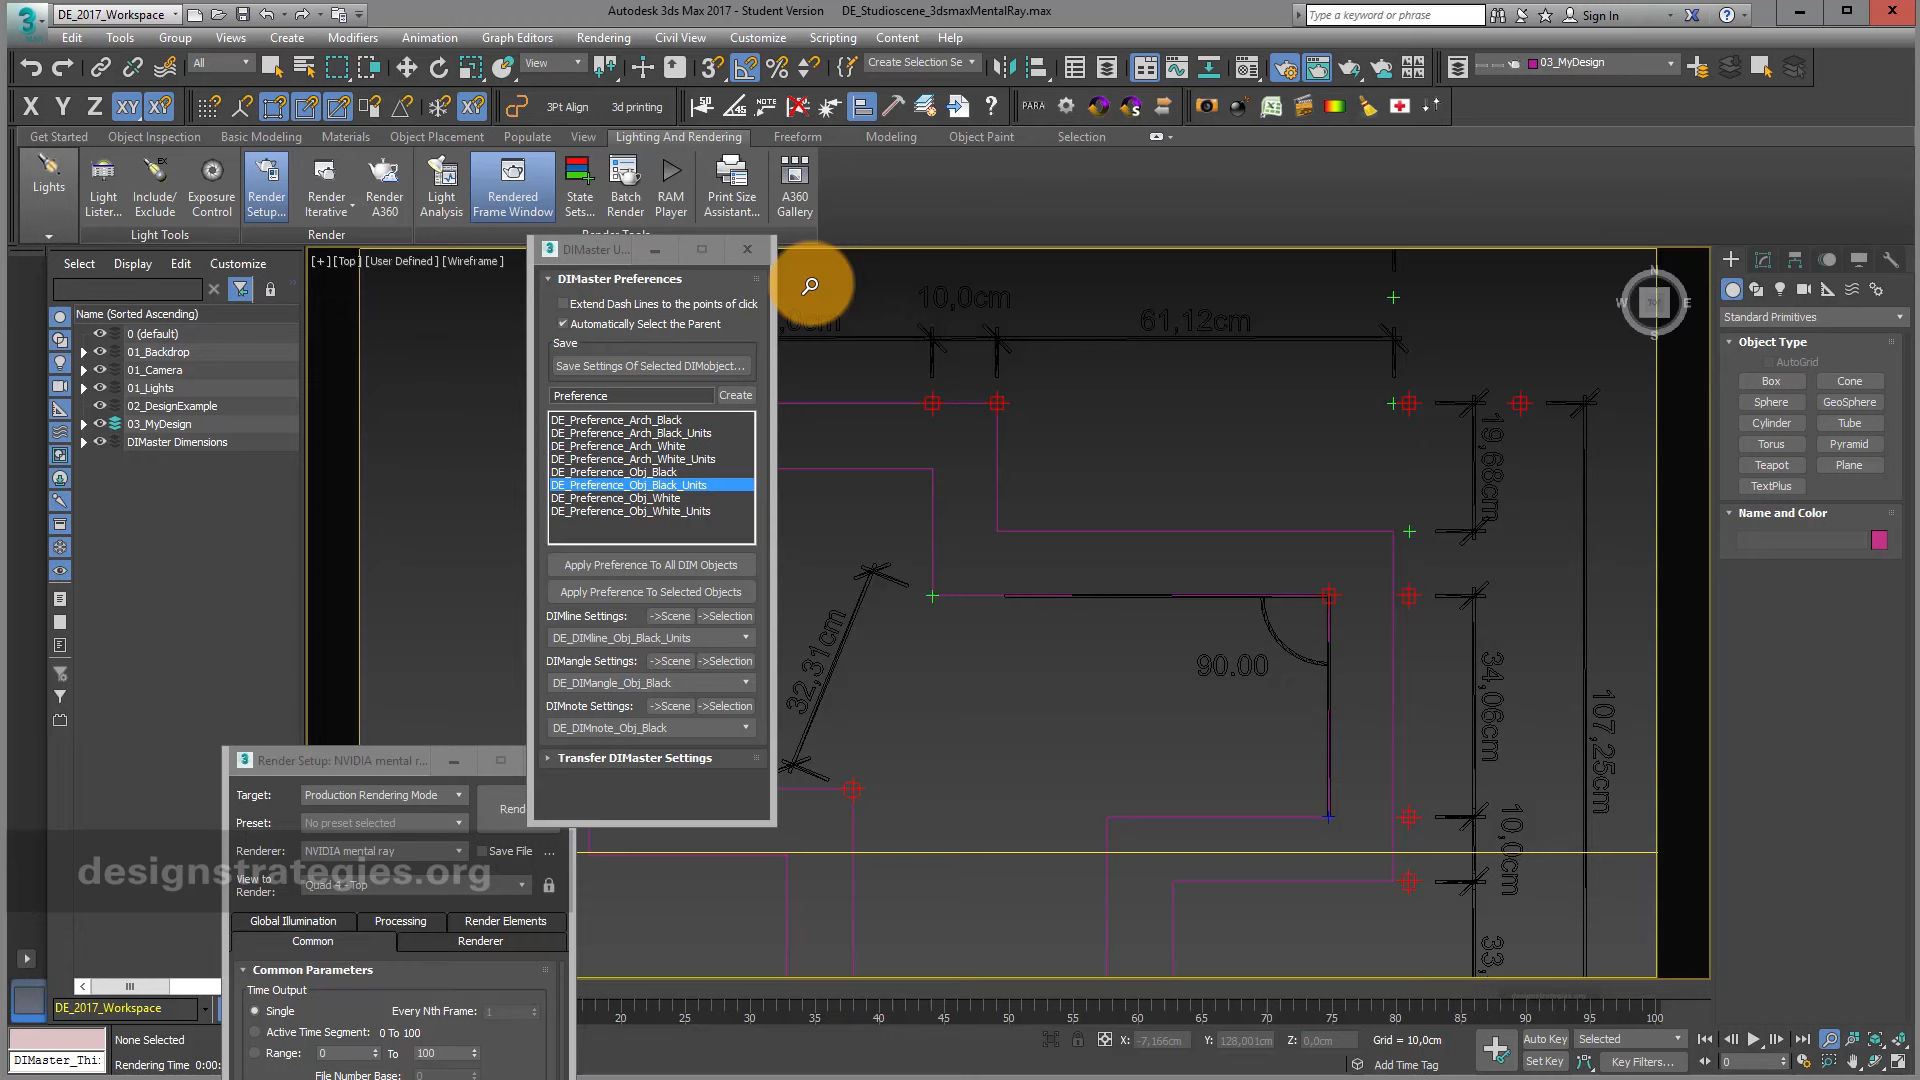 DE_2017_Workspace
Autodesk 3ds Max 2017 - Student Version DE_Studioscene_3dsmaxMentalRay.max
Type a keyword or phrase
Sign In
Edit Tools Group Views Create Modifiers Animation Graph Editors Rendering Civil View Customize Scripting Content Help
All
View
Create Selection Se
03_MyDesign
X Y Z XY XY
3Pt Align 3d printing
NOTE
PARA
Get Started Object Inspection Basic Modeling Materials Object Placement Populate View Lighting And Rendering Freeform Modeling Object Paint Selection
Lights
Light Lister...
Include/ Exclude
Exposure Control
Render Setup...
Render Iterative
Render A360
Light Analysis
Rendered Frame Window
State Sets...
Batch Render
RAM Player
Print Size Assistant...
A360 Gallery
Light Tools
Render
Select Display Edit Customize
Name (Sorted Ascending)
0 (default)
01_Backdrop
01_Camera
01_Lights
02_DesignExample
03_MyDesign
DIMaster Dimensions
[+] [Top] [User Defined] [Wireframe]
DIMaster U...
DIMaster Preferences
Extend Dash Lines to the points of click
Automatically Select the Parent
Save
Save Settings Of Selected DIMobject...
Preference
Create
DE_Preference_Arch_Black
DE_Preference_Arch_Black_Units
DE_Preference_Arch_White
DE_Preference_Arch_White_Units
DE_Preference_Obj_Black
DE_Preference_Obj_Black_Units
DE_Preference_Obj_White
DE_Preference_Obj_White_Units
Apply Preference To All DIM Objects
Apply Preference To Selected Objects
DIMline Settings: ->Scene ->Selection
DE_DIMline_Obj_Black_Units
DIMangle Settings: ->Scene ->Selection
DE_DIMangle_Obj_Black
DIMnote Settings: ->Scene ->Selection
DE_DIMnote_Obj_Black
Transfer DIMaster Settings
10,0cm
61,12cm
19,68cm
32,31cm
90.00
34,06cm
107,25cm
10,0cm
33,
N
W
E
S
Standard Primitives
Object Type
AutoGrid
Box Cone
Sphere GeoSphere
Cylinder Tube
Torus Pyramid
Teapot Plane
TextPlus
Name and Color
Render Setup: NVIDIA mental r...
Target: Production Rendering Mode
Preset: No preset selected
Renderer: NVIDIA mental ray
Save File ...
View to Render: Quad 4 - Top
designstrategies.org
Global Illumination Processing Render Elements
Common Renderer
Common Parameters
Time Output
Single Every Nth Frame: 1
Active Time Segment: 0 To 100
Range: 0 To 100
File Number Base: 0
DE_2017_Workspace
None Selected
DIMaster_Thi:
Rendering Time 0:00:
20 25 30 35 40 45 50 55 60 65 70 75 80 85 90 95 100
X: -7,166cm Y: 128,001cm Z: 0,0cm Grid = 10,0cm
Add Time Tag
Auto Key Selected
Set Key Key Filters...
0